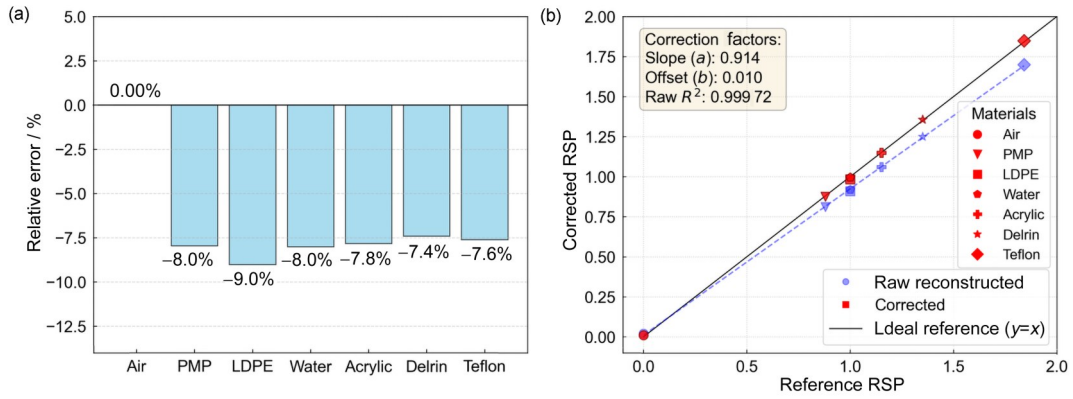 (a)
5.0
2.5
0.0
−2.5
−5.0
−7.5
−10.0
−12.5
Relative error / %
0.00%
−8.0%
−9.0%
−8.0%
−7.8%
−7.4%
−7.6%
Air
PMP
LDPE
Water
Acrylic
Delrin
Teflon
(b)
2.00
1.75
1.50
1.25
1.00
0.75
0.50
0.25
0.00
Corrected RSP
Correction factors:
Slope (a): 0.914
Offset (b): 0.010
Raw R²: 0.999 72
Materials
Air
PMP
LDPE
Water
Acrylic
Delrin
Teflon
Raw reconstructed
Corrected
Ldeal reference (y=x)
0.0
0.5
1.0
1.5
2.0
Reference RSP